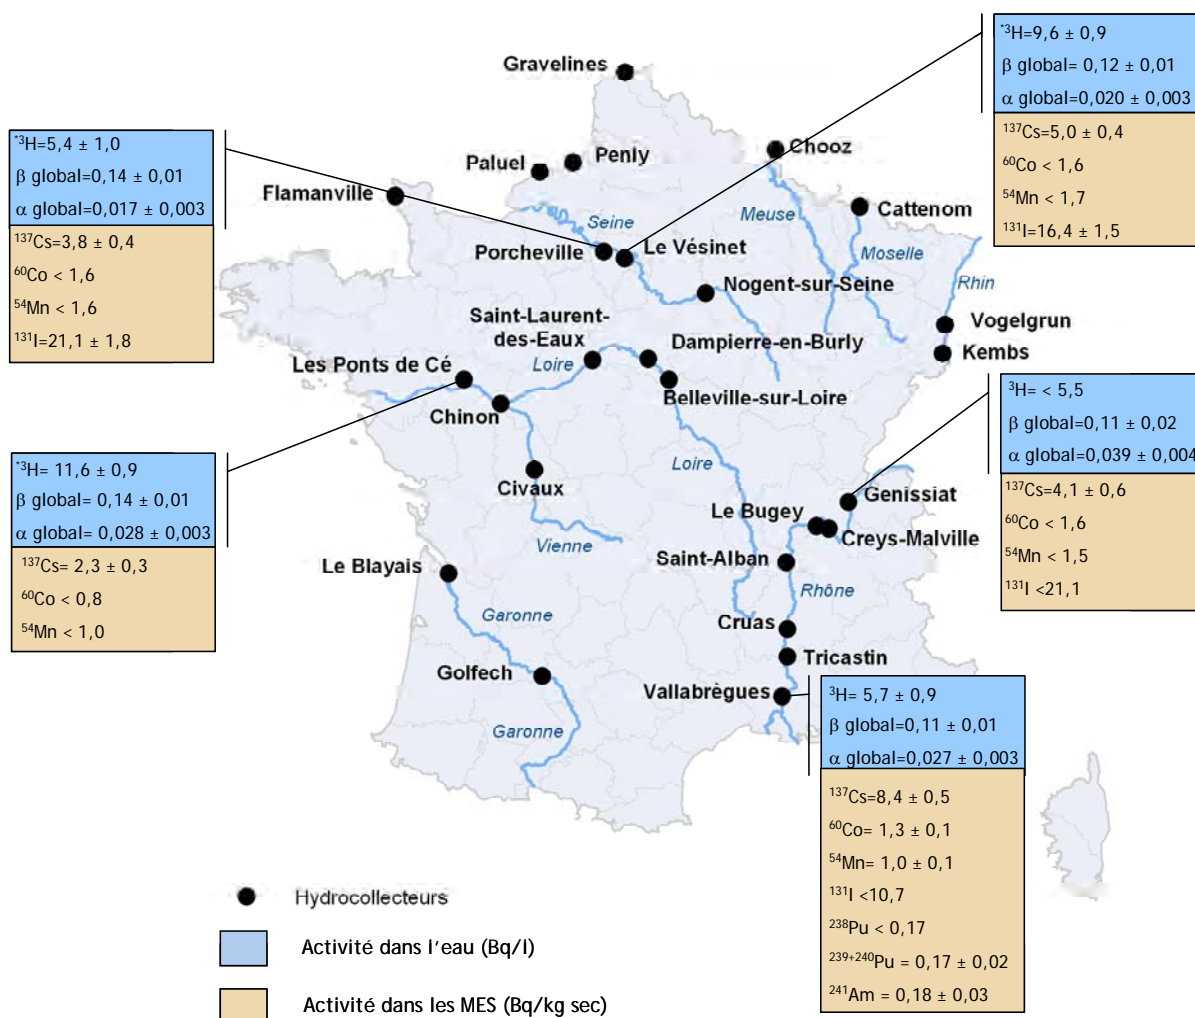 *3H=9,6 ± 0,9
β global= 0,12 ± 0,01
α global=0,020 ± 0,003
137Cs=5,0 ± 0,4
60Co < 1,6
54Mn < 1,7
131I=16,4 ± 1,5
Gravelines
*3H=5,4 ± 1,0
β global=0,14 ± 0,01
α global=0,017 ± 0,003
137Cs=3,8 ± 0,4
60Co < 1,6
54Mn < 1,6
131I=21,1 ± 1,8
Chooz
Penly
Paluel
Flamanville
Cattenom
Seine
Meuse
Porcheville
Le Vésinet
Moselle
Nogent-sur-Seine
Rhin
Saint-Laurent-
des-Eaux
Vogelgrun
Dampierre-en-Burly
Kembs
Les Ponts de Cé
Loire
Belleville-sur-Loire
Chinon
3H= < 5,5
β global=0,11 ± 0,02
α global=0,039 ± 0,004
137Cs=4,1 ± 0,6
60Co < 1,6
54Mn < 1,5
131I <21,1
*3H= 11,6 ± 0,9
β global= 0,14 ± 0,01
α global= 0,028 ± 0,003
137Cs= 2,3 ± 0,3
60Co < 0,8
54Mn < 1,0
Loire
Civaux
Genissiat
Le Bugey
Creys-Malville
Vienne
Saint-Alban
Le Blayais
Rhône
Garonne
Cruas
Tricastin
Golfech
Vallabrègues
Garonne
3H= 5,7 ± 0,9
β global=0,11 ± 0,01
α global=0,027 ± 0,003
137Cs=8,4 ± 0,5
60Co= 1,3 ± 0,1
54Mn= 1,0 ± 0,1
131I <10,7
238Pu < 0,17
239+240Pu = 0,17 ± 0,02
241Am = 0,18 ± 0,03
Hydrocollecteurs
Activité dans l'eau (Bq/l)
Activité dans les MES (Bq/kg sec)